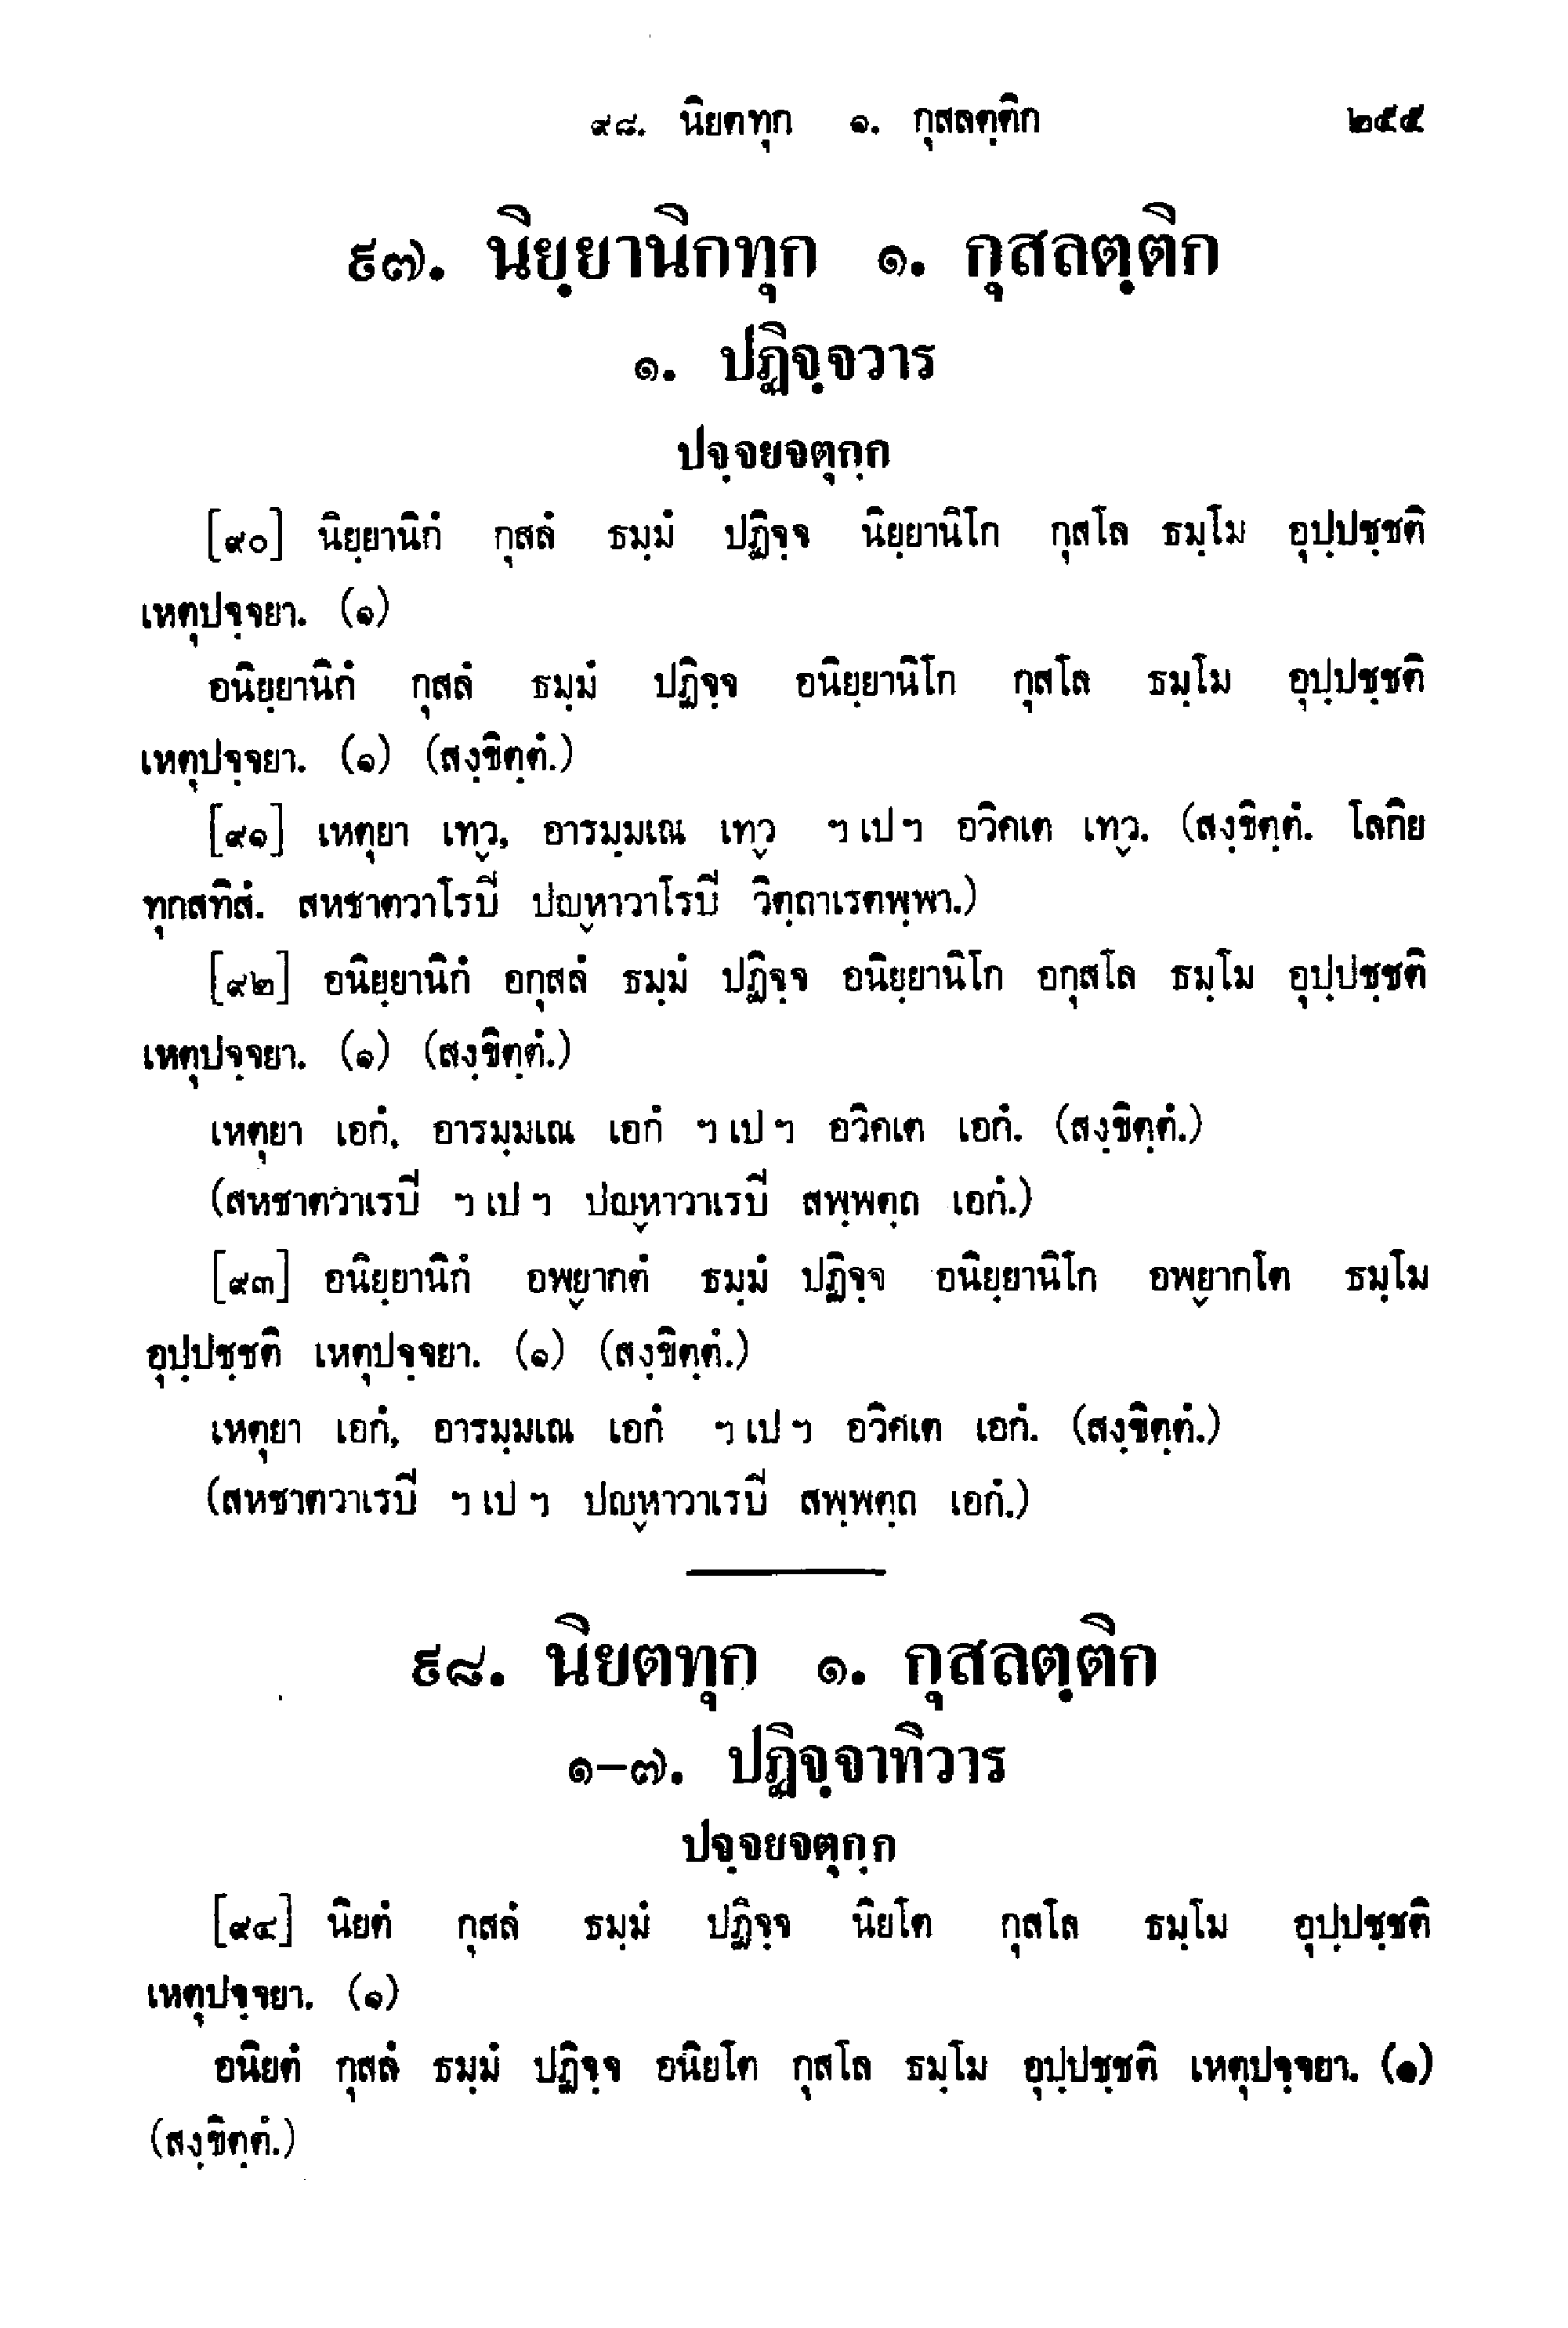 ๙๘. นิยตทุก ๑. กุสลตฺติก ๒๕๕
๙๗. นิยฺยานิกทุก ๑. กุสลตฺติก
๑. ปฏิจฺจวาร
ปจฺจยจตุกฺก
[๙๐] นิยฺยานิกํ กุสลํ ธมฺมํ ปฏิจฺจ นิยฺยานิโก กุสโล ธมฺโม อุปฺปชฺชติ
เหตุปจฺจยา. (๑)
อนิยฺยานิกํ กุสลํ ธมฺมํ ปฏิจฺจ อนิยฺยานิโก กุสโล ธมฺโม อุปฺปชฺชติ
เหตุปจฺจยา. (๑) (สงฺขิตฺตํ.)
[๙๑] เหตุยา เทฺว, อารมฺมเณ เทฺว ฯ เป ฯ อวิคเต เทฺว. (สงฺขิตฺตํ. โลกิย
ทุกสทิสํ. สหชาตวาโรปิ ปญฺหาวาโรปิ วิตฺถาเรตพฺพา.)
[๙๒] อนิยฺยานิกํ อกุสลํ ธมฺมํ ปฏิจฺจ อนิยฺยานิโก อกุสโล ธมฺโม อุปฺปชฺชติ
เหตุปจฺจยา. (๑) (สงฺขิตฺตํ.)
เหตุยา เอกํ, อารมฺมเณ เอกํ ฯ เป ฯ อวิคเต เอกํ. (สงฺขิตฺตํ.)
(สหชาตวาเรปิ ฯ เป ฯ ปญฺหาวาเรปิ สพฺพตฺถ เอกํ.)
[๙๓] อนิยฺยานิกํ อพฺยากตํ ธมฺมํ ปฏิจฺจ อนิยฺยานิโก อพฺยากโต ธมฺโม
อุปฺปชฺชติ เหตุปจฺจยา. (๑) (สงฺขิตฺตํ.)
เหตุยา เอกํ, อารมฺมเณ เอกํ ฯ เป ฯ อวิคเต เอกํ. (สงฺขิตฺตํ.)
(สหชาตวาเรปิ ฯ เป ฯ ปญฺหาวาเรปิ สพฺพตฺถ เอกํ.)
๙๘. นิยตทุก ๑. กุสลตฺติก
๑-๗. ปฏิจฺจาทิวาร
ปจฺจยจตุกฺก
[๙๔] นิยตํ กุสลํ ธมฺมํ ปฏิจฺจ นิยโต กุสโล ธมฺโม อุปฺปชฺชติ
เหตุปจฺจยา. (๑)
อนิยตํ กุสลํ ธมฺมํ ปฏิจฺจ อนิยโต กุสโล ธมฺโม อุปฺปชฺชติ เหตุปจฺจยา. (๑)
(สงฺขิตฺตํ.)